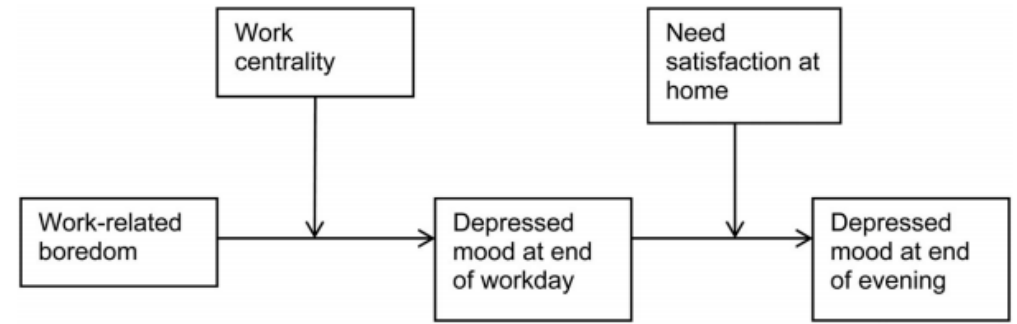 Work
centrality
Need
satisfaction at
home
Work-related
boredom
Depressed
mood at end
of workday
Depressed
mood at end
of evening